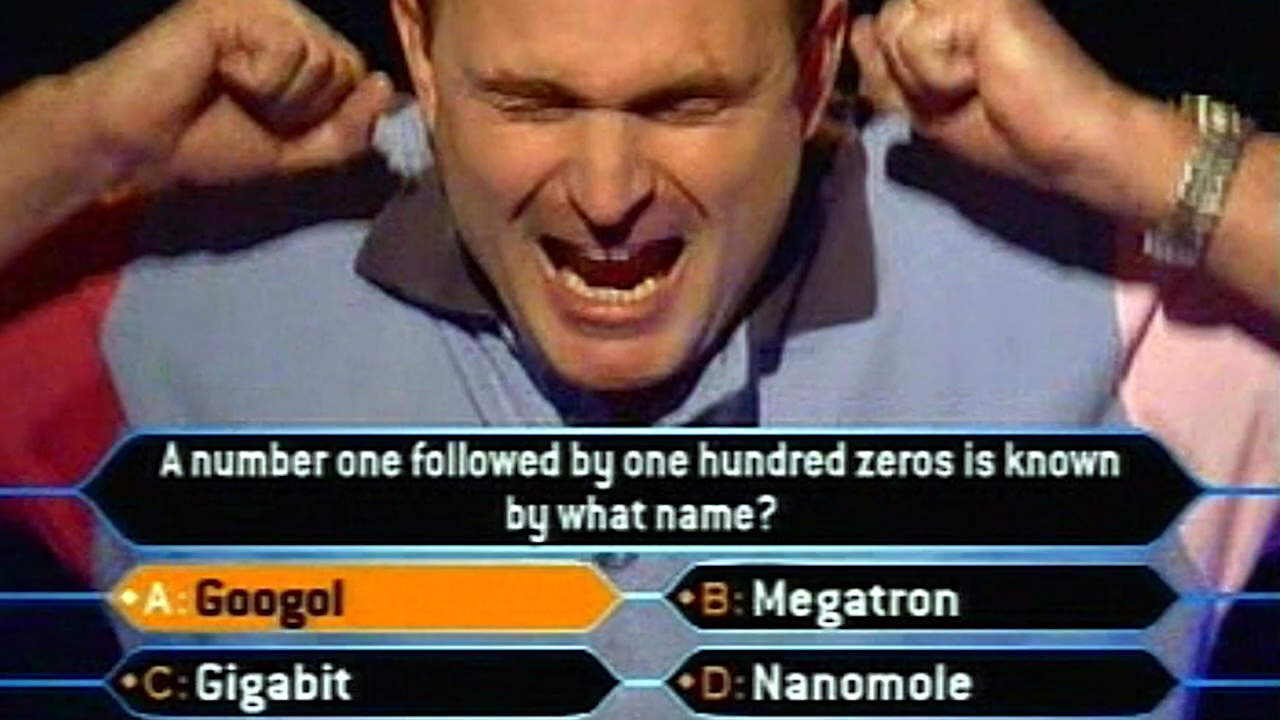 A number one followed by one hundred zeros is known
by what name?
A: Googol
B: Megatron
C: Gigabit
D: Nanomole